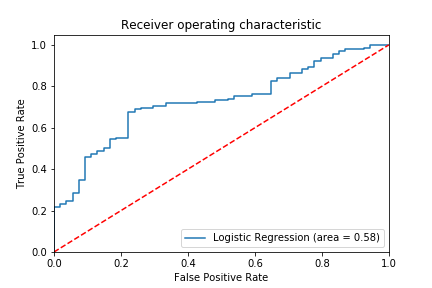 Receiver operating characteristic
1.0
0.8
0.6
0.4
0.2
0.0
True Positive Rate
Logistic Regression (area = 0.58)
0.0 0.2 0.4 0.6 0.8 1.0
False Positive Rate